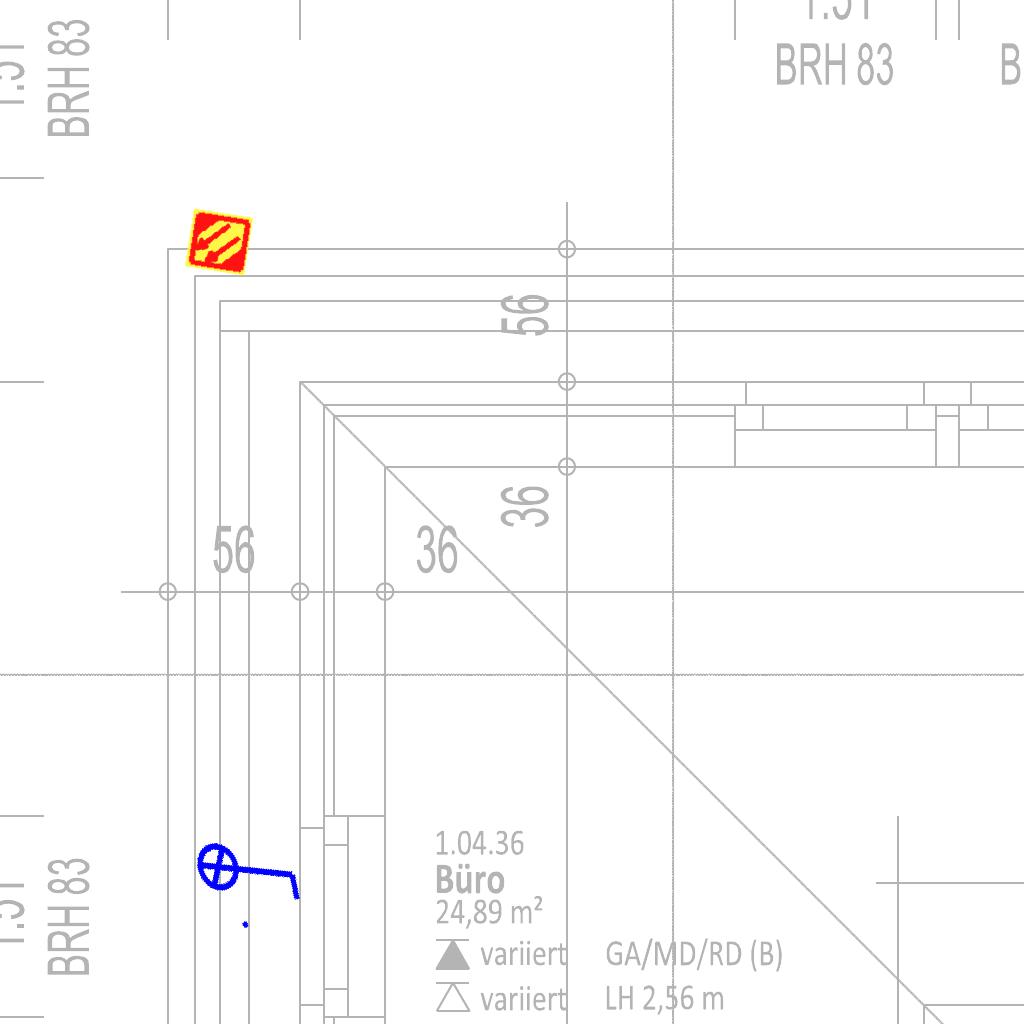 BRH 83
BRH 83
56
36
56
36
1.04.36
Büro
24,89 m²
variiert GA/MD/RD (B)
variiert LH 2,56 m
BRH 83